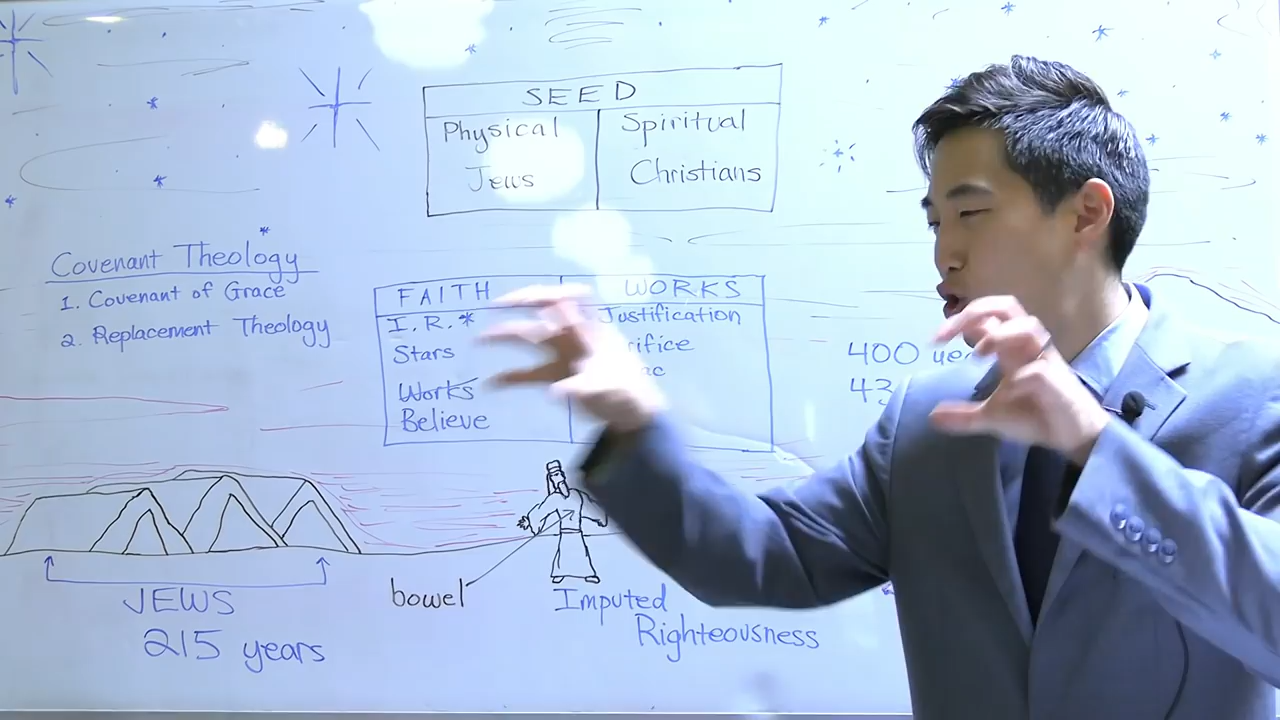 SEED
Physical
Spiritual
Jews
Christians
Covenant Theology
1. Covenant of Grace
2. Replacement Theology
FAITH
WORKS
I.R.*
Justification
Stars
Works
Believe
400
43
JEWS
215 years
bowel
Imputed
Righteousness